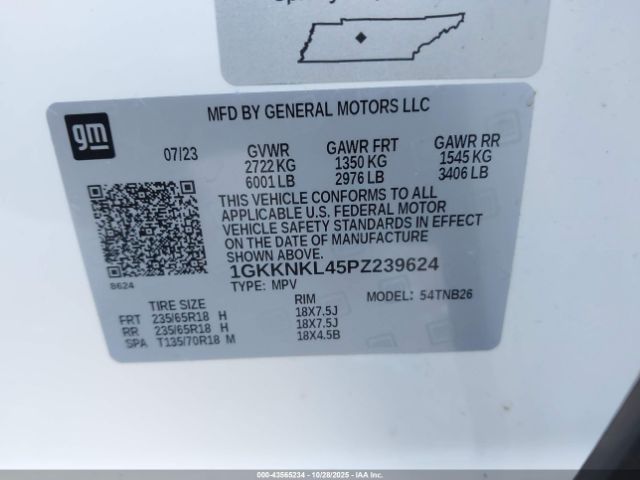 gm
MFD BY GENERAL MOTORS LLC
07/23 GVWR GAWR FRT GAWR RR
2722 KG 1350 KG 1545 KG
6001 LB 2976 LB 3406 LB
THIS VEHICLE CONFORMS TO ALL
APPLICABLE U.S. FEDERAL MOTOR
VEHICLE SAFETY STANDARDS IN EFFECT
ON THE DATE OF MANUFACTURE
SHOWN ABOVE.
1GKKNKL45PZ239624
8624 TYPE: MPV MODEL: 54TNB26
TIRE SIZE RIM
FRT 235/65R18 H 18X7.5J
RR 235/65R18 H 18X7.5J
SPA T135/70R18 M 18X4.5B
000-43565234 - 10/28/2025 - IAAI.COM